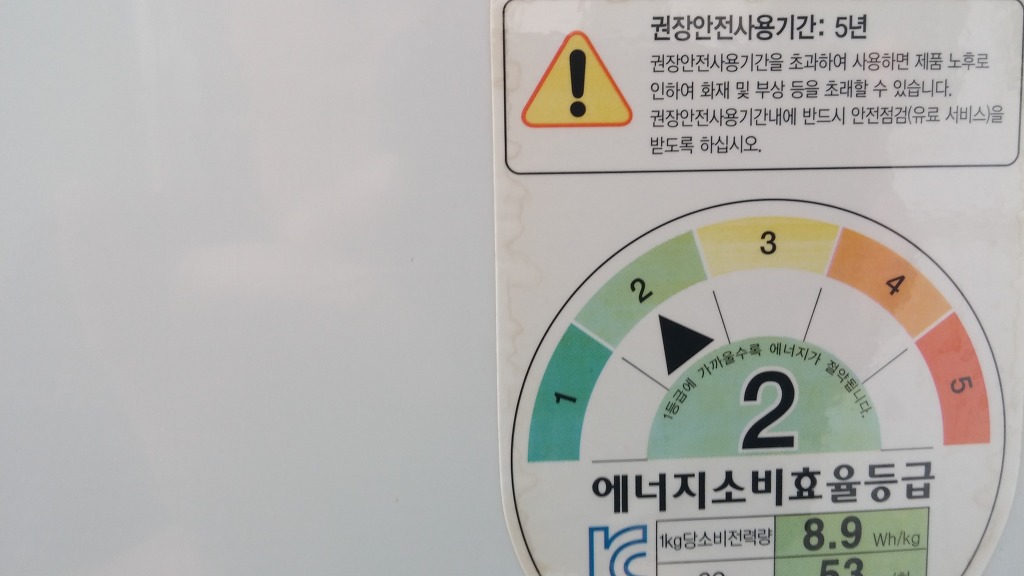 권장안전사용기간: 5년
권장안전사용기간을 초과하여 사용하면 제품 노후로
인하여 화재 및 부상 등을 초래할 수 있습니다.
권장안전사용기간내에 반드시 안전점검(유료 서비스)을
받도록 하십시오.
1
2
3
4
5
1등급에 가까울수록 에너지가 절약됩니다.
2
에너지소비효율등급
1kg당소비전력량 8.9 Wh/kg
53